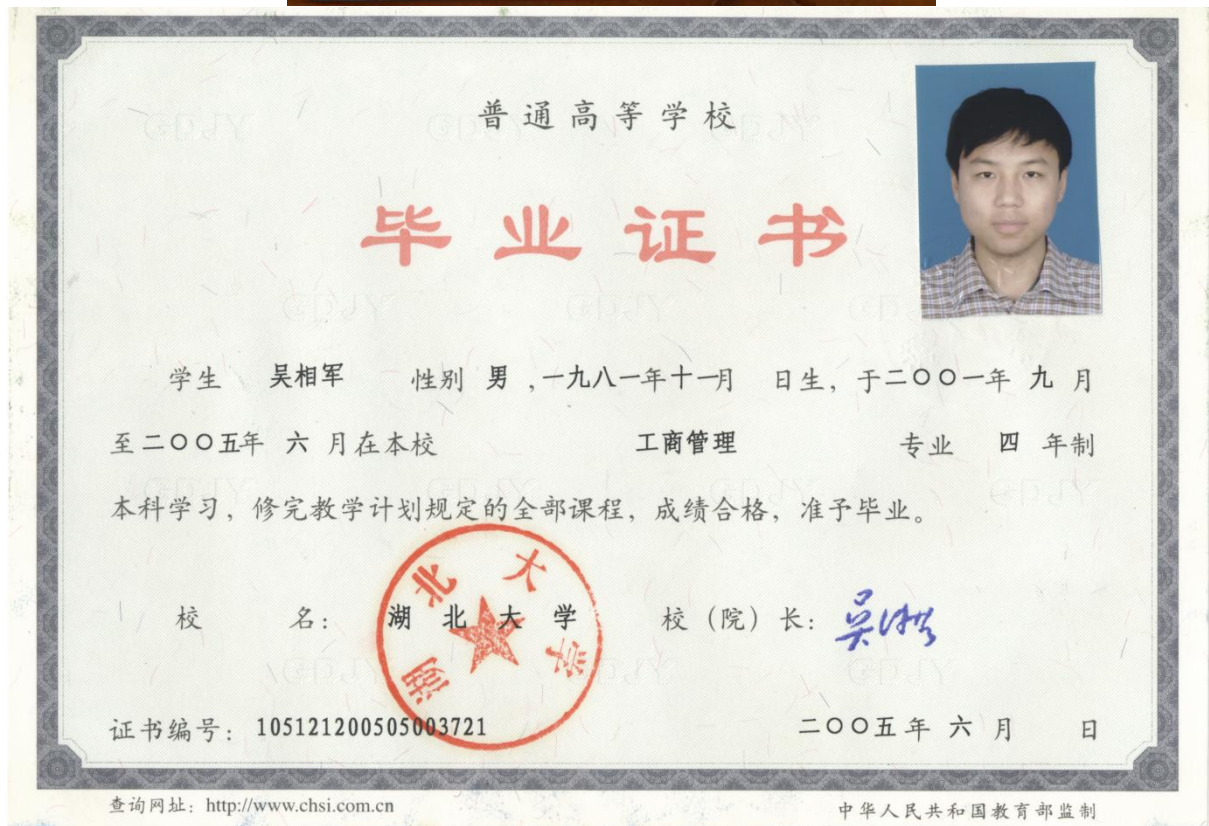 普通高等学校
毕业证书
学生 吴相军 性别 男 ,一九八一年十一月 日生, 于二〇〇一年 九 月
至二〇〇五年 六 月在本校 工商管理 专业 四 年制
本科学习, 修完教学计划规定的全部课程, 成绩合格, 准予毕业。
湖北大学
校 名: 湖北大学 校(院)长:
证书编号: 105121200505003721 二〇〇五年 六 月 日
查询网址: http://www.chsi.com.cn 中华人民共和国教育部监制